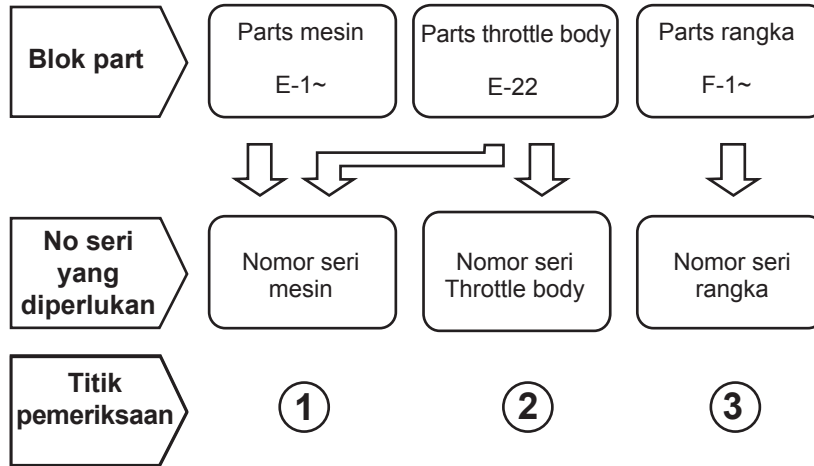 Blok part
Parts mesin
E-1~
Parts throttle body
E-22
Parts rangka
F-1~
No seri
yang
diperlukan
Nomor seri
mesin
Nomor seri
Throttle body
Nomor seri
rangka
Titik
pemeriksaan
1
2
3